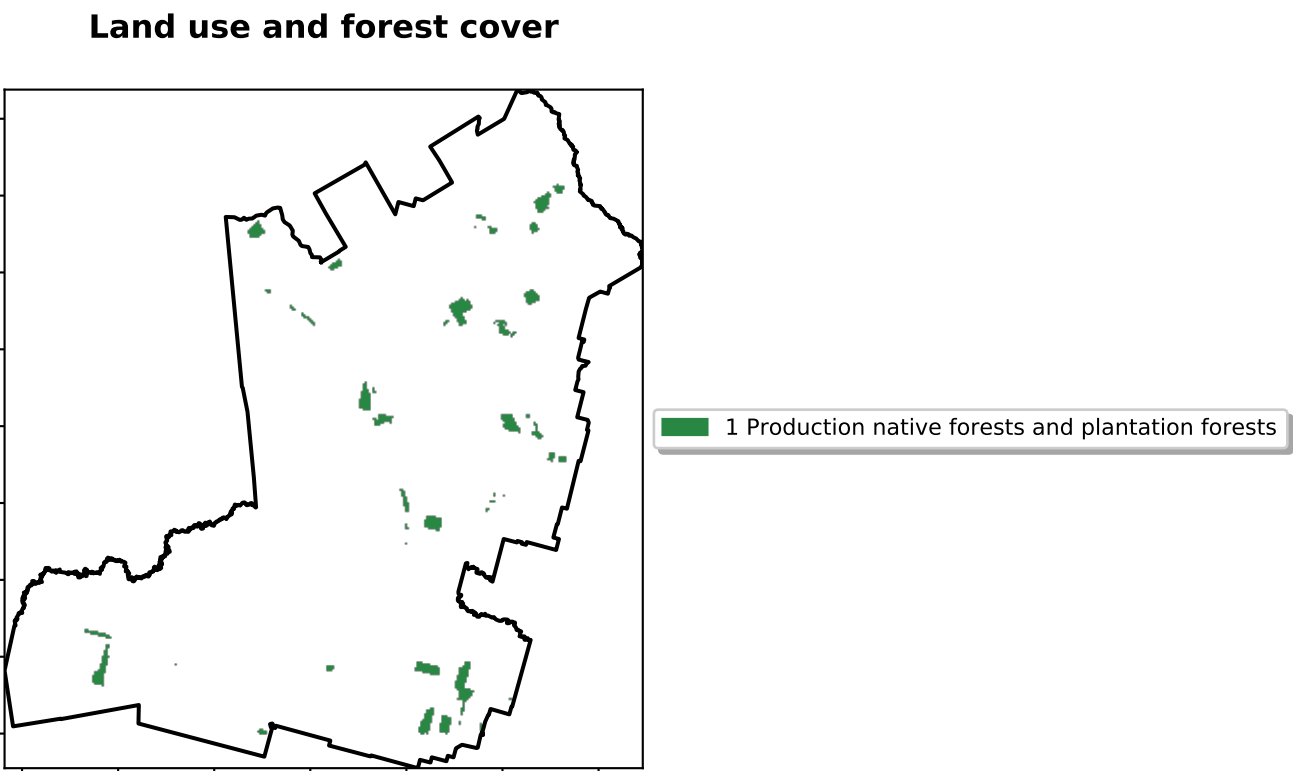 Land use and forest cover
1 Production native forests and plantation forests